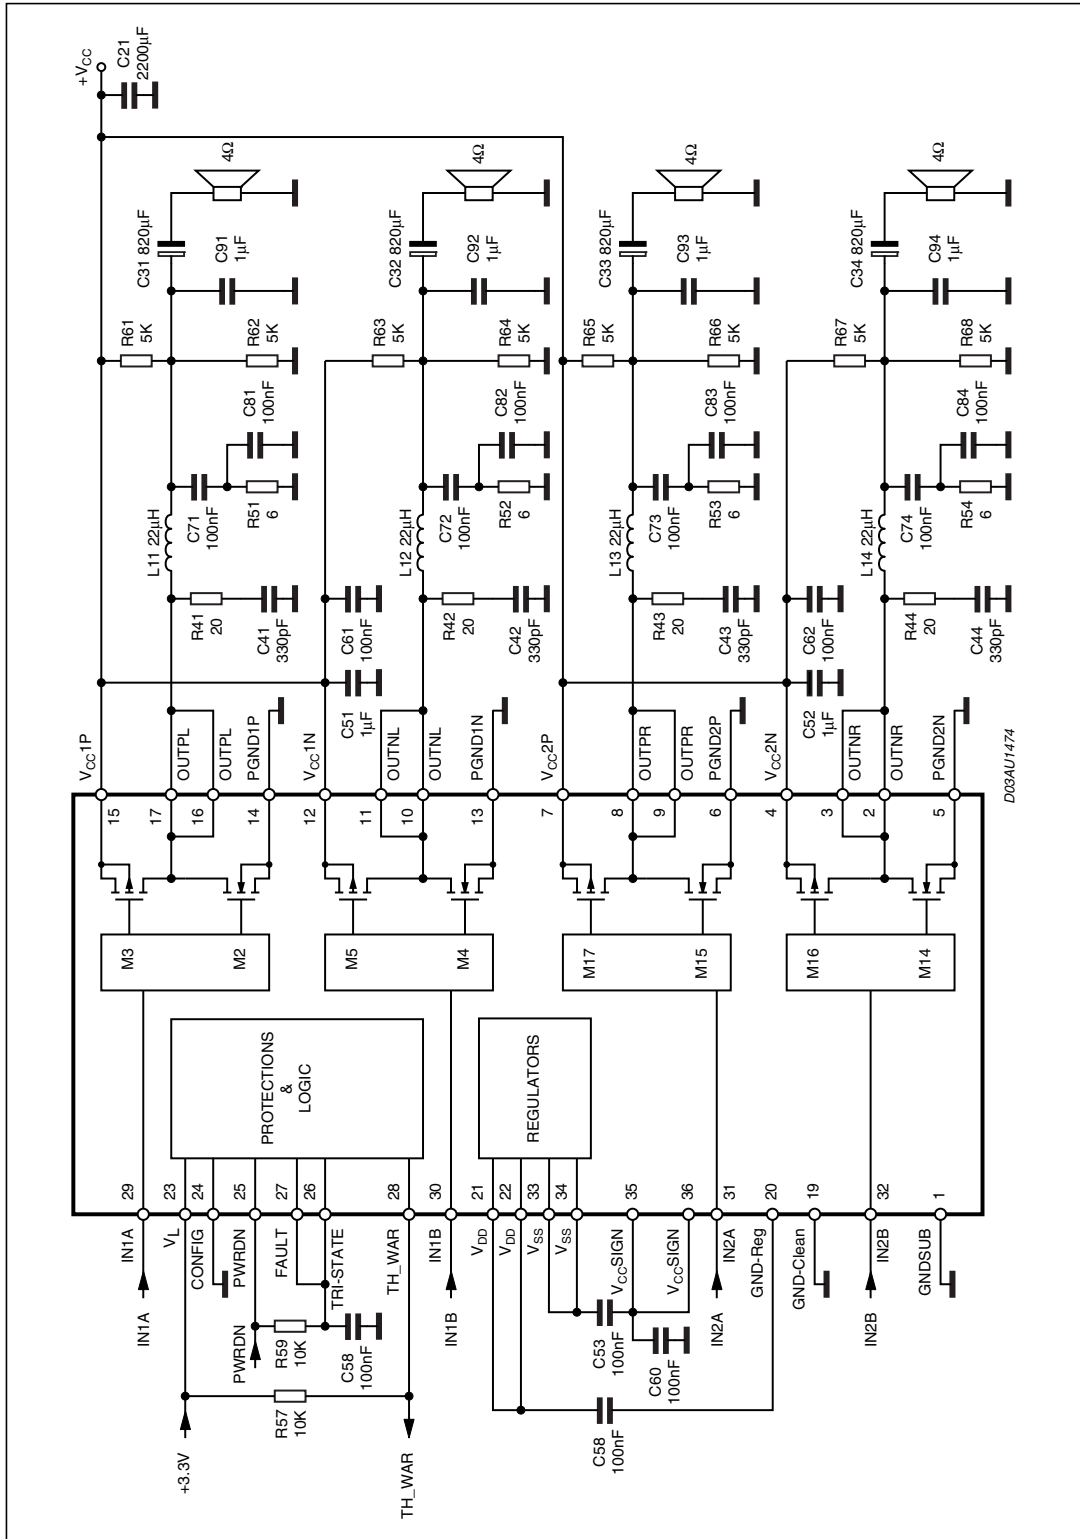 +VCC
C21
2200µF
4Ω
C31 820µF
C91
1µF
R61
5K
R62
5K
C81
100nF
L11 22µH
C71
100nF
R51
6
R41
20
C41
330pF
4Ω
C32 820µF
C92
1µF
R63
5K
R64
5K
C82
100nF
L12 22µH
C72
100nF
R52
6
C61
100nF
R42
20
C42
330pF
C51
1µF
4Ω
C33 820µF
C93
1µF
R65
5K
R66
5K
C83
100nF
L13 22µH
C73
100nF
R53
6
R43
20
C43
330pF
4Ω
C34 820µF
C94
1µF
R67
5K
R68
5K
C84
100nF
L14 22µH
C74
100nF
R54
6
C62
100nF
R44
20
C44
330pF
C52
1µF
VCC1P
OUTPL
OUTPL
PGND1P
VCC1N
OUTNL
OUTNL
PGND1N
VCC2P
OUTPR
OUTPR
PGND2P
VCC2N
OUTNR
OUTNR
PGND2N
15
17
16
14
12
11
10
13
7
8
9
6
4
3
2
5
D03AU1474
M3
M2
M5
M4
M17
M15
M16
M14
PROTECTIONS
&
LOGIC
REGULATORS
29
23
24
25
27
26
28
30
21
22
33
34
35
36
31
20
19
32
1
IN1A
VL
CONFIG
PWRDN
FAULT
TRI-STATE
TH_WAR
IN1B
VDD
VDD
VSS
VSS
VCCSIGN
VCCSIGN
IN2A
GND-Reg
GND-Clean
IN2B
GNDSUB
IN1A
PWRDN
R59
10K
C58
100nF
IN1B
C53
100nF
C60
100nF
IN2A
IN2B
+3.3V
R57
10K
TH_WAR
C58
100nF